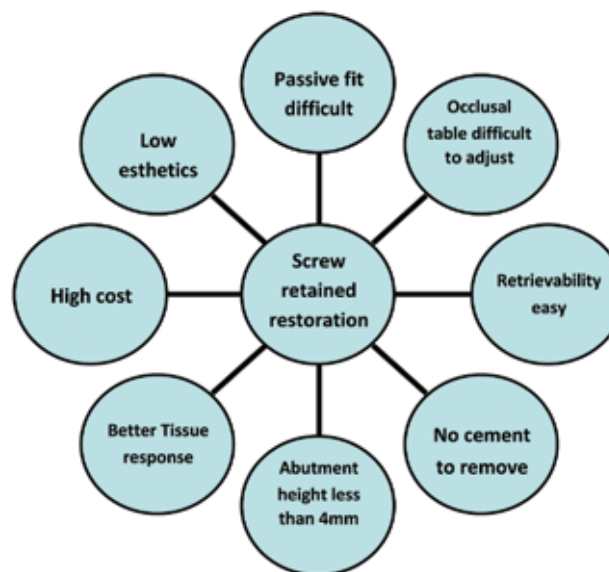 Passive fit
difficult
Occlusal
table difficult
to adjust
Low
esthetics
Screw
retained
restoration
Retrievability
easy
High cost
Better Tissue
response
No cement
to remove
Abutment
height less
than 4mm